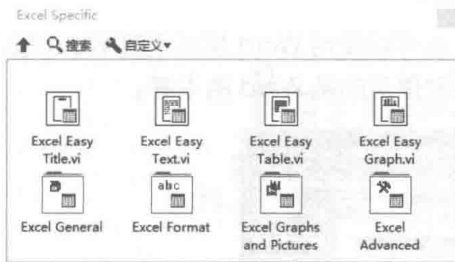 Excel Specific
搜索 自定义▾
Excel Easy Title.vi
Excel Easy Text.vi
Excel Easy Table.vi
Excel Easy Graph.vi
abc
Excel General
Excel Format
Excel Graphs and Pictures
Excel Advanced